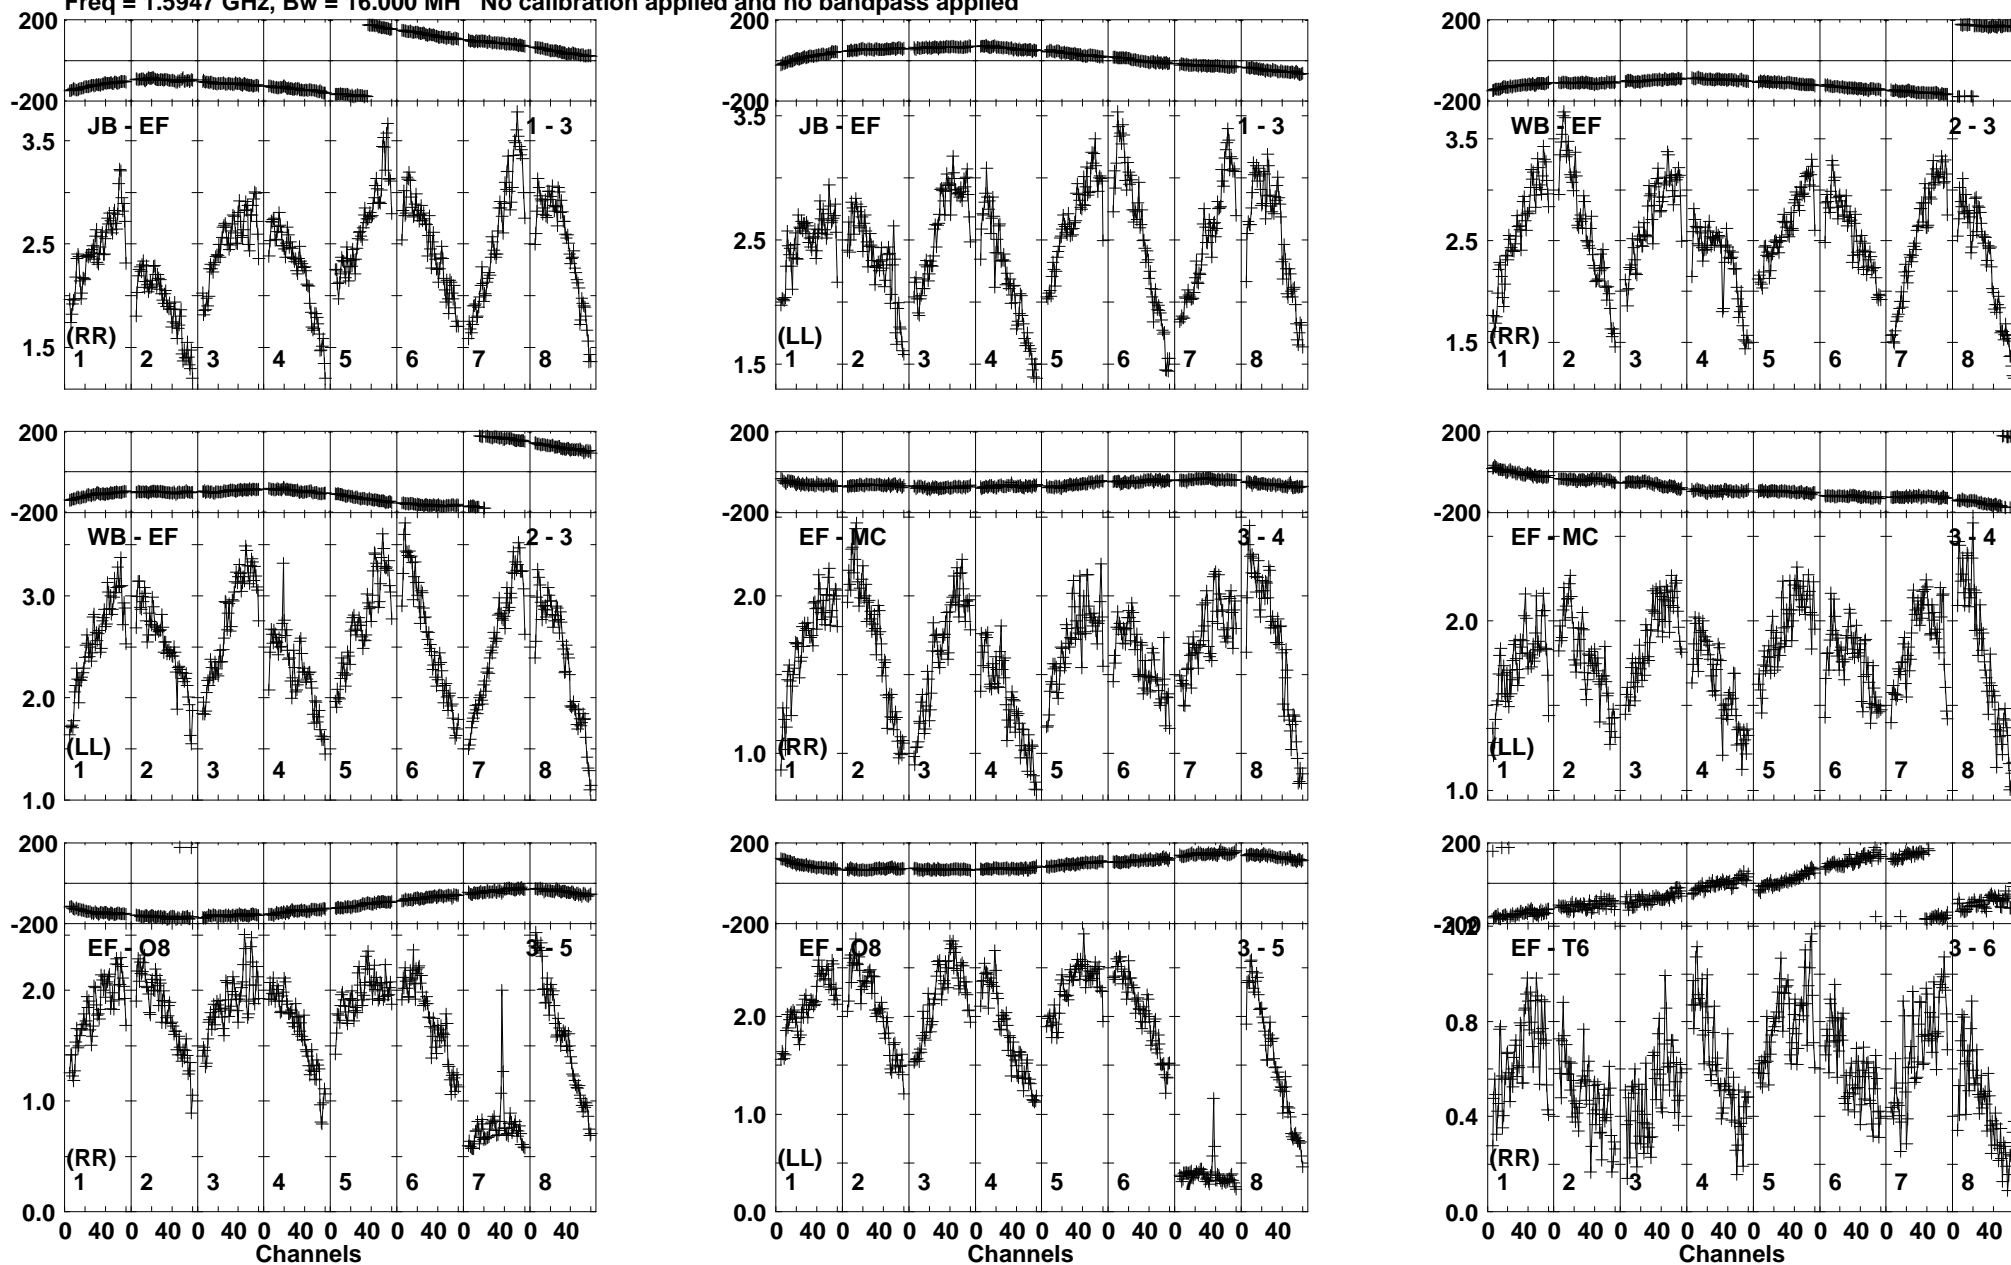 Freq = 1.5947 GHz, Bw = 16.000 MH No calibration applied and no bandpass applied
200 200 200
-200 -200 -200
JB - EF 1 - 3 JB - EF 1 - 3 WB - EF 2 - 3
3.5 3.5 3.5
2.5 2.5 2.5
1.5 1.5 1.5
(RR) (LL) (RR)
1 2 3 4 5 6 7 8 1 2 3 4 5 6 7 8 1 2 3 4 5 6 7 8
200 200 200
-200 -200 -200
WB - EF 2 - 3 EF - MC 3 - 4 EF - MC 3 - 4
3.0 2.0 2.0
2.0 1.0 1.0
1.0
(LL) (RR) (LL)
1 2 3 4 5 6 7 8 1 2 3 4 5 6 7 8 1 2 3 4 5 6 7 8
200 200 200
-200 -200 -200
1.2
EF - O8 3 - 5 EF - O8 3 - 5 EF - T6 3 - 6
2.0 2.0 0.8
1.0 1.0 0.4
(RR) (LL) (RR)
1 2 3 4 5 6 7 8 1 2 3 4 5 6 7 8 1 2 3 4 5 6 7 8
0.0 0.0 0.0
0 40 0 40 0 40 0 40 0 40 0 40 0 40 0 40 0 40 0 40 0 40 0 40 0 40 0 40 0 40 0 40 0 40 0 40 0 40 0 40 0 40 0 40 0 40 0 40
Channels Channels Channels